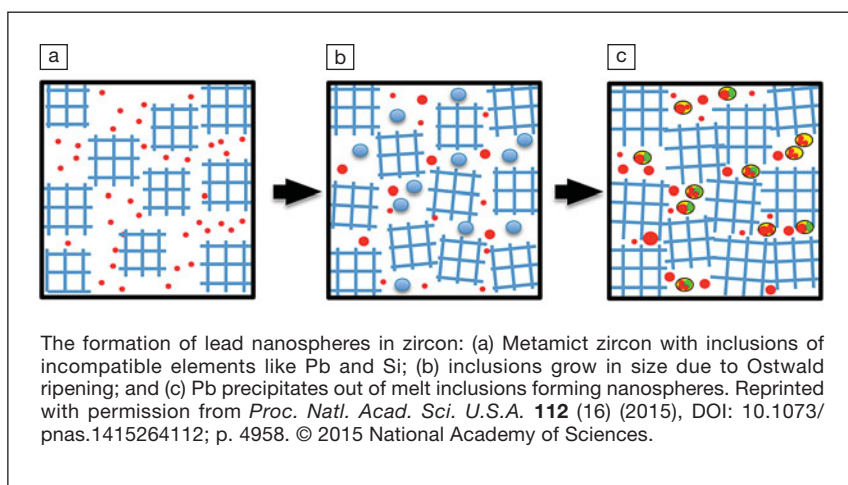 a
b
c
The formation of lead nanospheres in zircon: (a) Metamict zircon with inclusions of
incompatible elements like Pb and Si; (b) inclusions grow in size due to Ostwald
ripening; and (c) Pb precipitates out of melt inclusions forming nanospheres. Reprinted
with permission from Proc. Natl. Acad. Sci. U.S.A. 112 (16) (2015), DOI: 10.1073/
pnas.1415264112; p. 4958. © 2015 National Academy of Sciences.